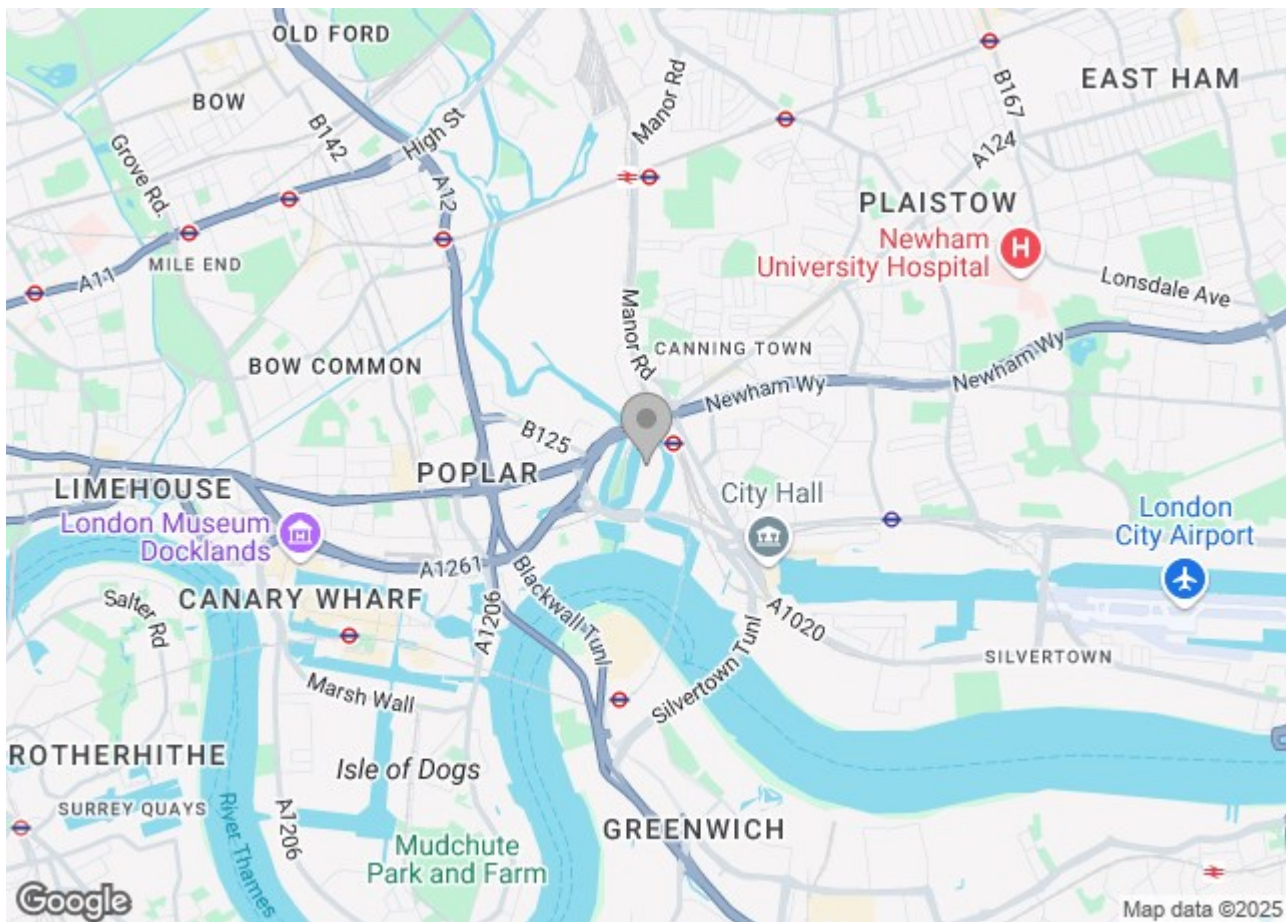 OLD FORD
BOW
B142
Grove Rd.
High St
A12
Manor Rd
B167
EAST HAM
A124
PLAISTOW
Newham
University Hospital
H
A11
MILE END
Lonsdale Ave
BOW COMMON
Manor Rd
CANNING TOWN
Newham Wy
Newham Wy
B125
POPLAR
LIMEHOUSE
London Museum
Docklands
City Hall
London
City Airport
A1261
Blackwall Tunl
Salter Rd
CANARY WHARF
A1206
A1020
SILVERTOWN
Silvertown Tunl
Marsh Wall
ROTHERHITHE
Isle of Dogs
SURREY QUAYS
River Thames
A1206
GREENWICH
Mudchute
Park and Farm
Google
Map data ©2025